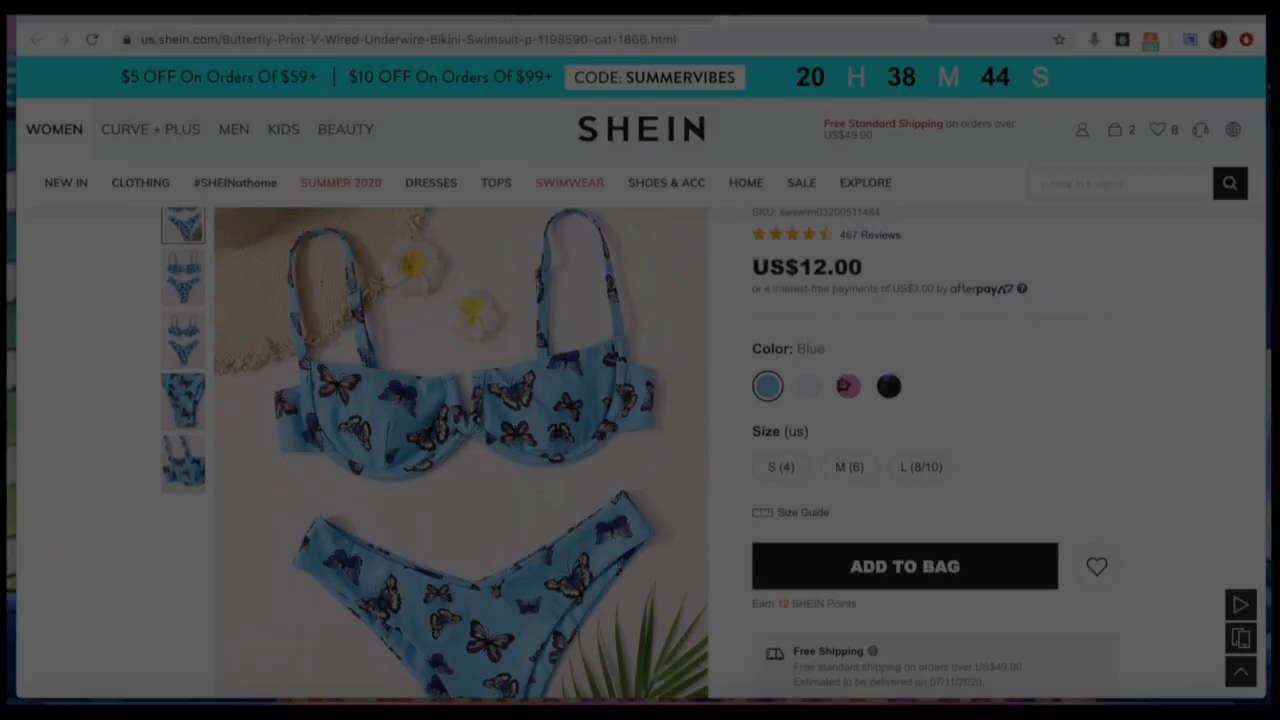 us.shein.com/Butterfly-Print-V-Wired-Underwire-Bikini-Swimsuit-p-1198590-cat-1866.html
$5 OFF On Orders Of $59+ | $10 OFF On Orders Of $99+ CODE: SUMMERVIBES 20 H 38 M 44 S
WOMEN CURVE + PLUS MEN KIDS BEAUTY SHEIN Free Standard Shipping on orders over US$49.00 2 8
NEW IN CLOTHING #SHEINathome SUMMER 2020 DRESSES TOPS SWIMWEAR SHOES & ACC HOME SALE EXPLORE
SKU: swswim03200511484
467 Reviews
US$12.00
or 4 interest-free payments of US$3.00 by afterpay
Color: Blue
Size (us)
S (4) M (6) L (8/10)
Size Guide
ADD TO BAG
Earn 12 SHEIN Points
Free Shipping
Free standard shipping on orders over US$49.00
Estimated to be delivered on 07/11/2020.